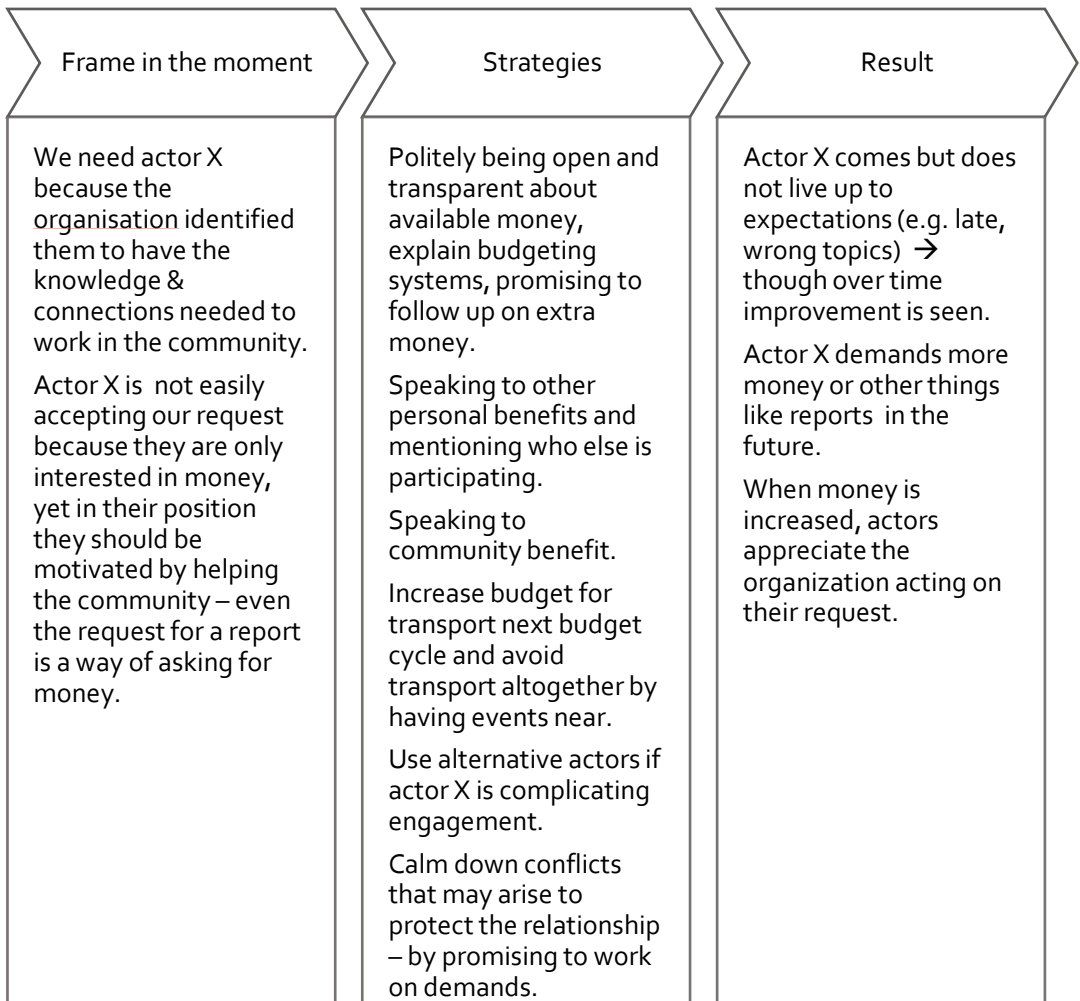 Frame in the moment
We need actor X
because the
organisation identified
them to have the
knowledge &
connections needed to
work in the community.
Actor X is  not easily
accepting our request
because they are only
interested in money,
yet in their position
they should be
motivated by helping
the community – even
the request for a report
is a way of asking for
money.
Strategies
Politely being open and
transparent about
available money,
explain budgeting
systems, promising to
follow up on extra
money.
Speaking to other
personal benefits and
mentioning who else is
participating.
Speaking to
community benefit.
Increase budget for
transport next budget
cycle and avoid
transport altogether by
having events near.
Use alternative actors if
actor X is complicating
engagement.
Calm down conflicts
that may arise to
protect the relationship
– by promising to work
on demands.
Result
Actor X comes but does
not live up to
expectations (e.g. late,
wrong topics) →
though over time
improvement is seen.
Actor X demands more
money or other things
like reports  in the
future.
When money is
increased, actors
appreciate the
organization acting on
their request.